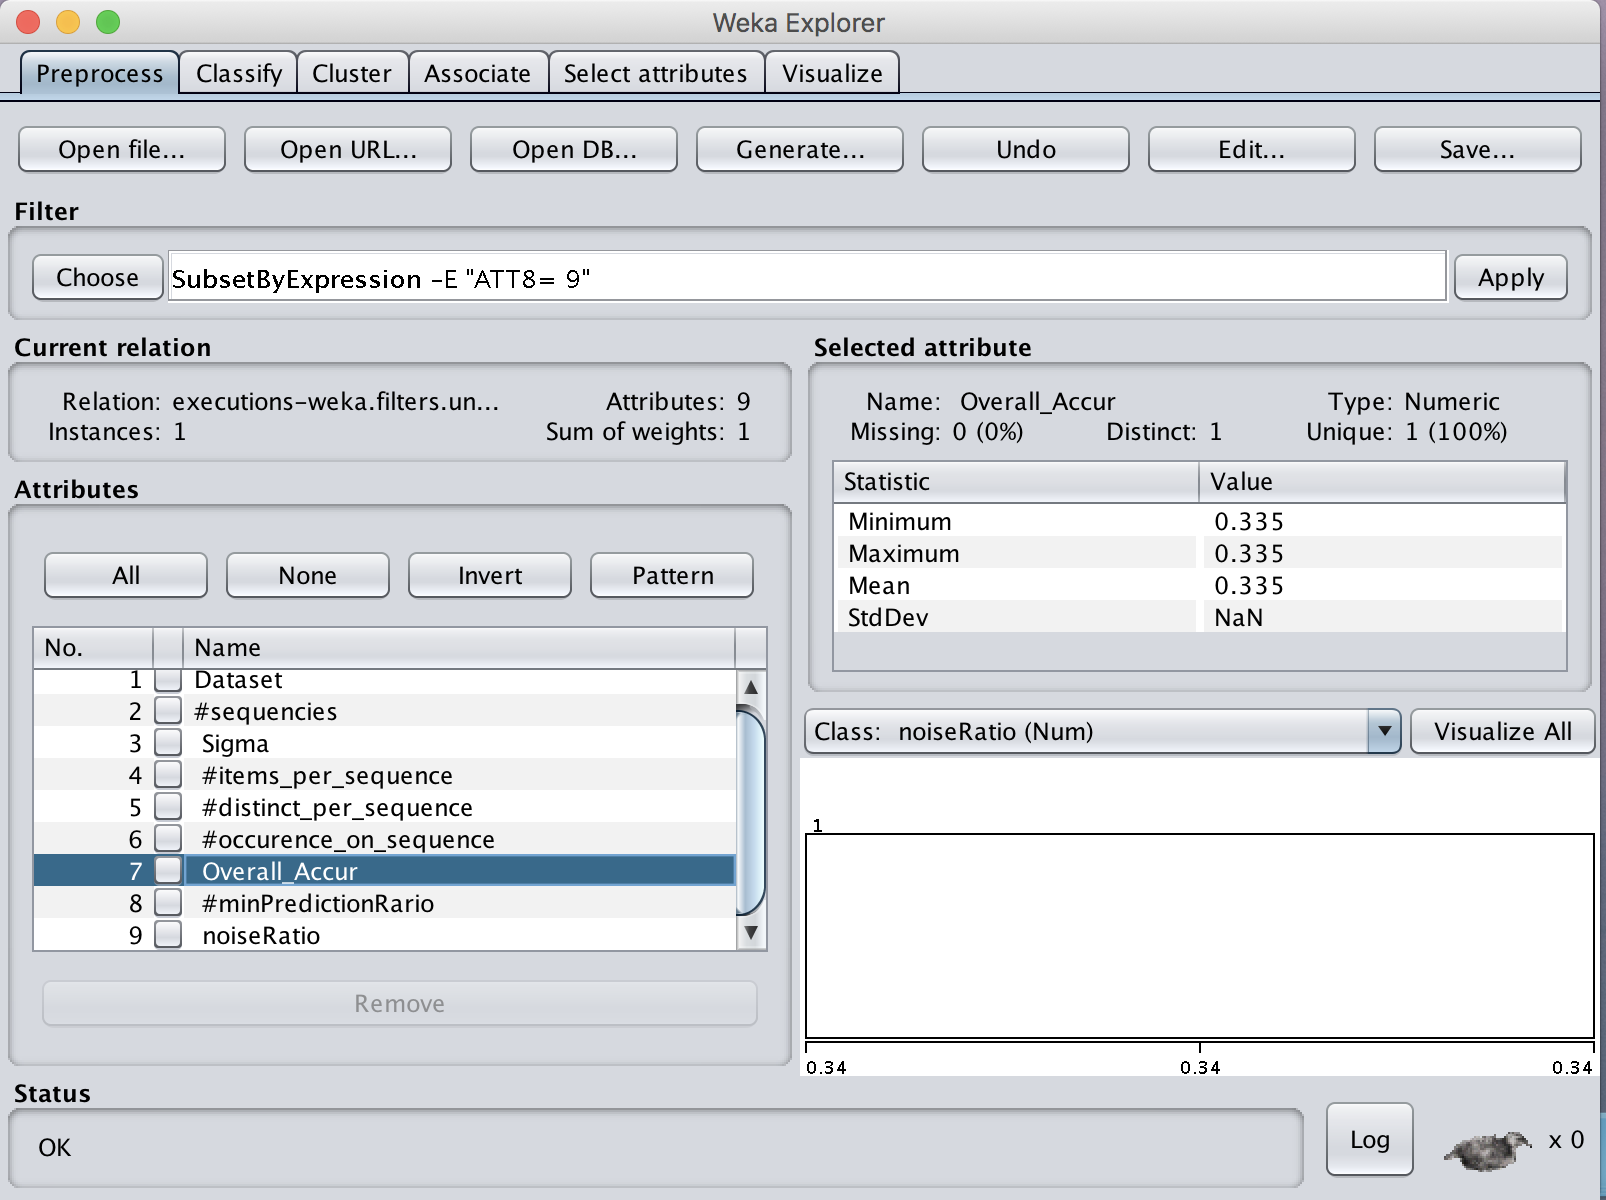 Weka Explorer
Preprocess Classify Cluster Associate Select attributes Visualize
Open file... Open URL... Open DB... Generate... Undo Edit... Save...
Filter
Choose SubsetByExpression -E "ATT8= 9" Apply
Current relation
Relation: executions-weka.filters.un... Attributes: 9
Instances: 1 Sum of weights: 1
Attributes
All None Invert Pattern
No. Name
1 Dataset
2 #sequencies
3 Sigma
4 #items_per_sequence
5 #distinct_per_sequence
6 #occurence_on_sequence
7 Overall_Accur
8 #minPredictionRario
9 noiseRatio
Remove
Selected attribute
Name: Overall_Accur Type: Numeric
Missing: 0 (0%) Distinct: 1 Unique: 1 (100%)
Statistic Value
Minimum 0.335
Maximum 0.335
Mean 0.335
StdDev NaN
Class: noiseRatio (Num) Visualize All
1
0.34 0.34 0.34
Status
OK
Log x 0